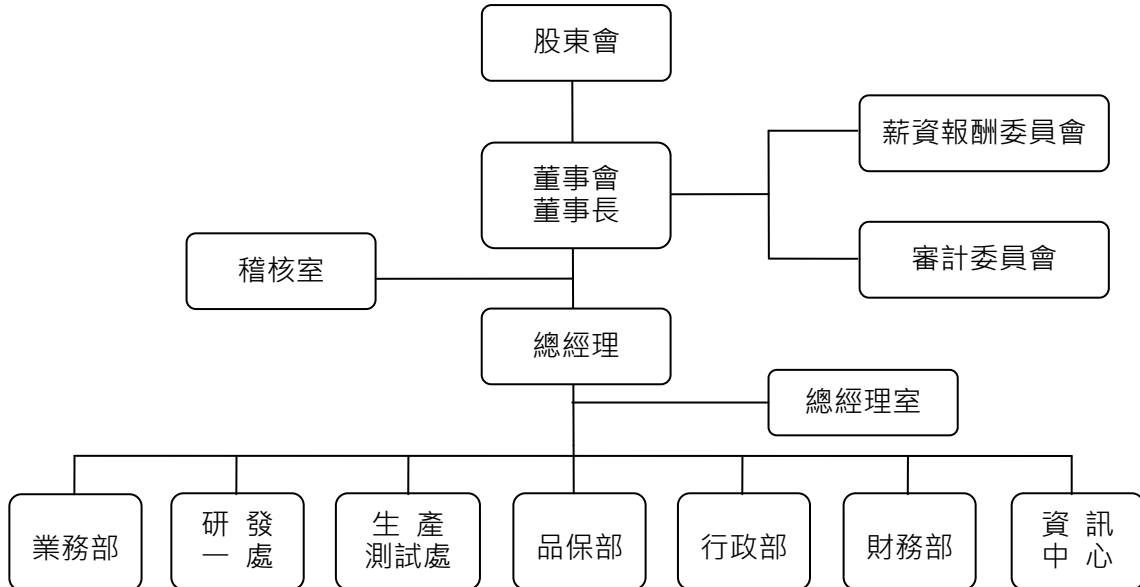 股東會
薪資報酬委員會
董事會
董事長
審計委員會
稽核室
總經理
總經理室
業務部
研 發
一 處
生 產
測試處
品保部
行政部
財務部
資 訊
中 心